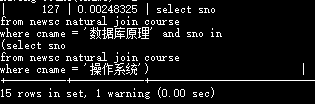 |     127 | 0.00248325 | select sno
from newsc natural join course
where cname = '数据库原理' and sno in
(select sno
from newsc natural join course
where cname = '操作系统') |
15 rows in set, 1 warning (0.00 sec)